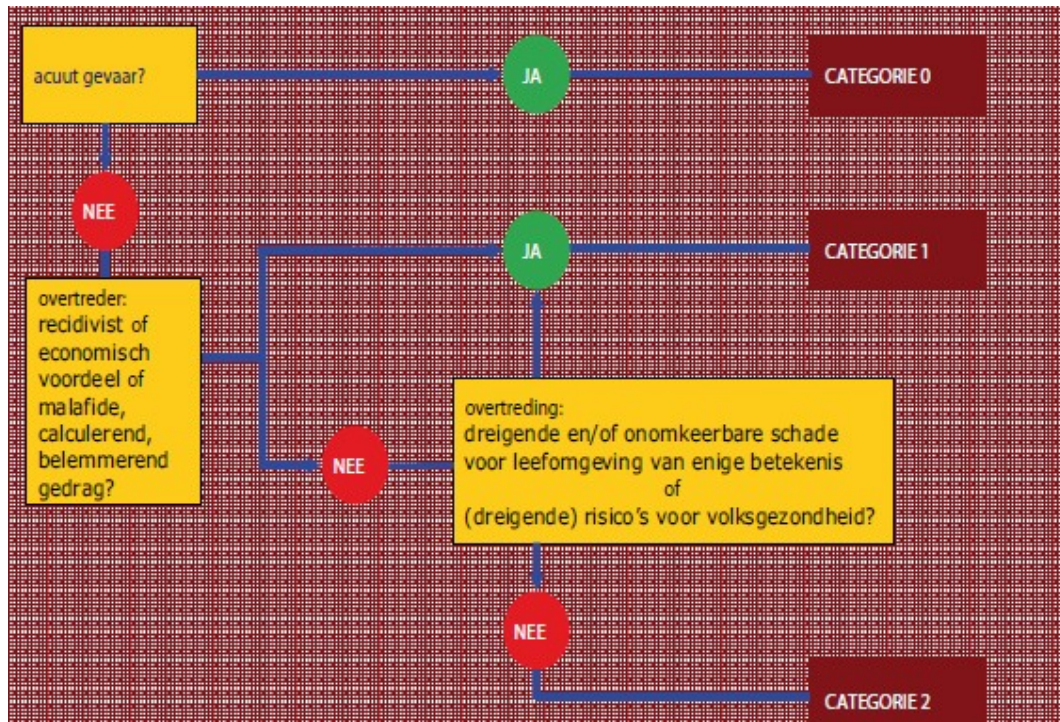 acuut gevaar?
JA
CATEGORIE 0
NEE
JA
CATEGORIE 1
overtreder:
recidivist of
economisch
voordeel of
malafide,
calculerend,
belemmerend
gedrag?
NEE
overtreding:
dreigende en/of onomkeerbare schade
voor leefomgeving van enige betekenis
of
(dreigende) risico's voor volksgezondheid?
NEE
CATEGORIE 2